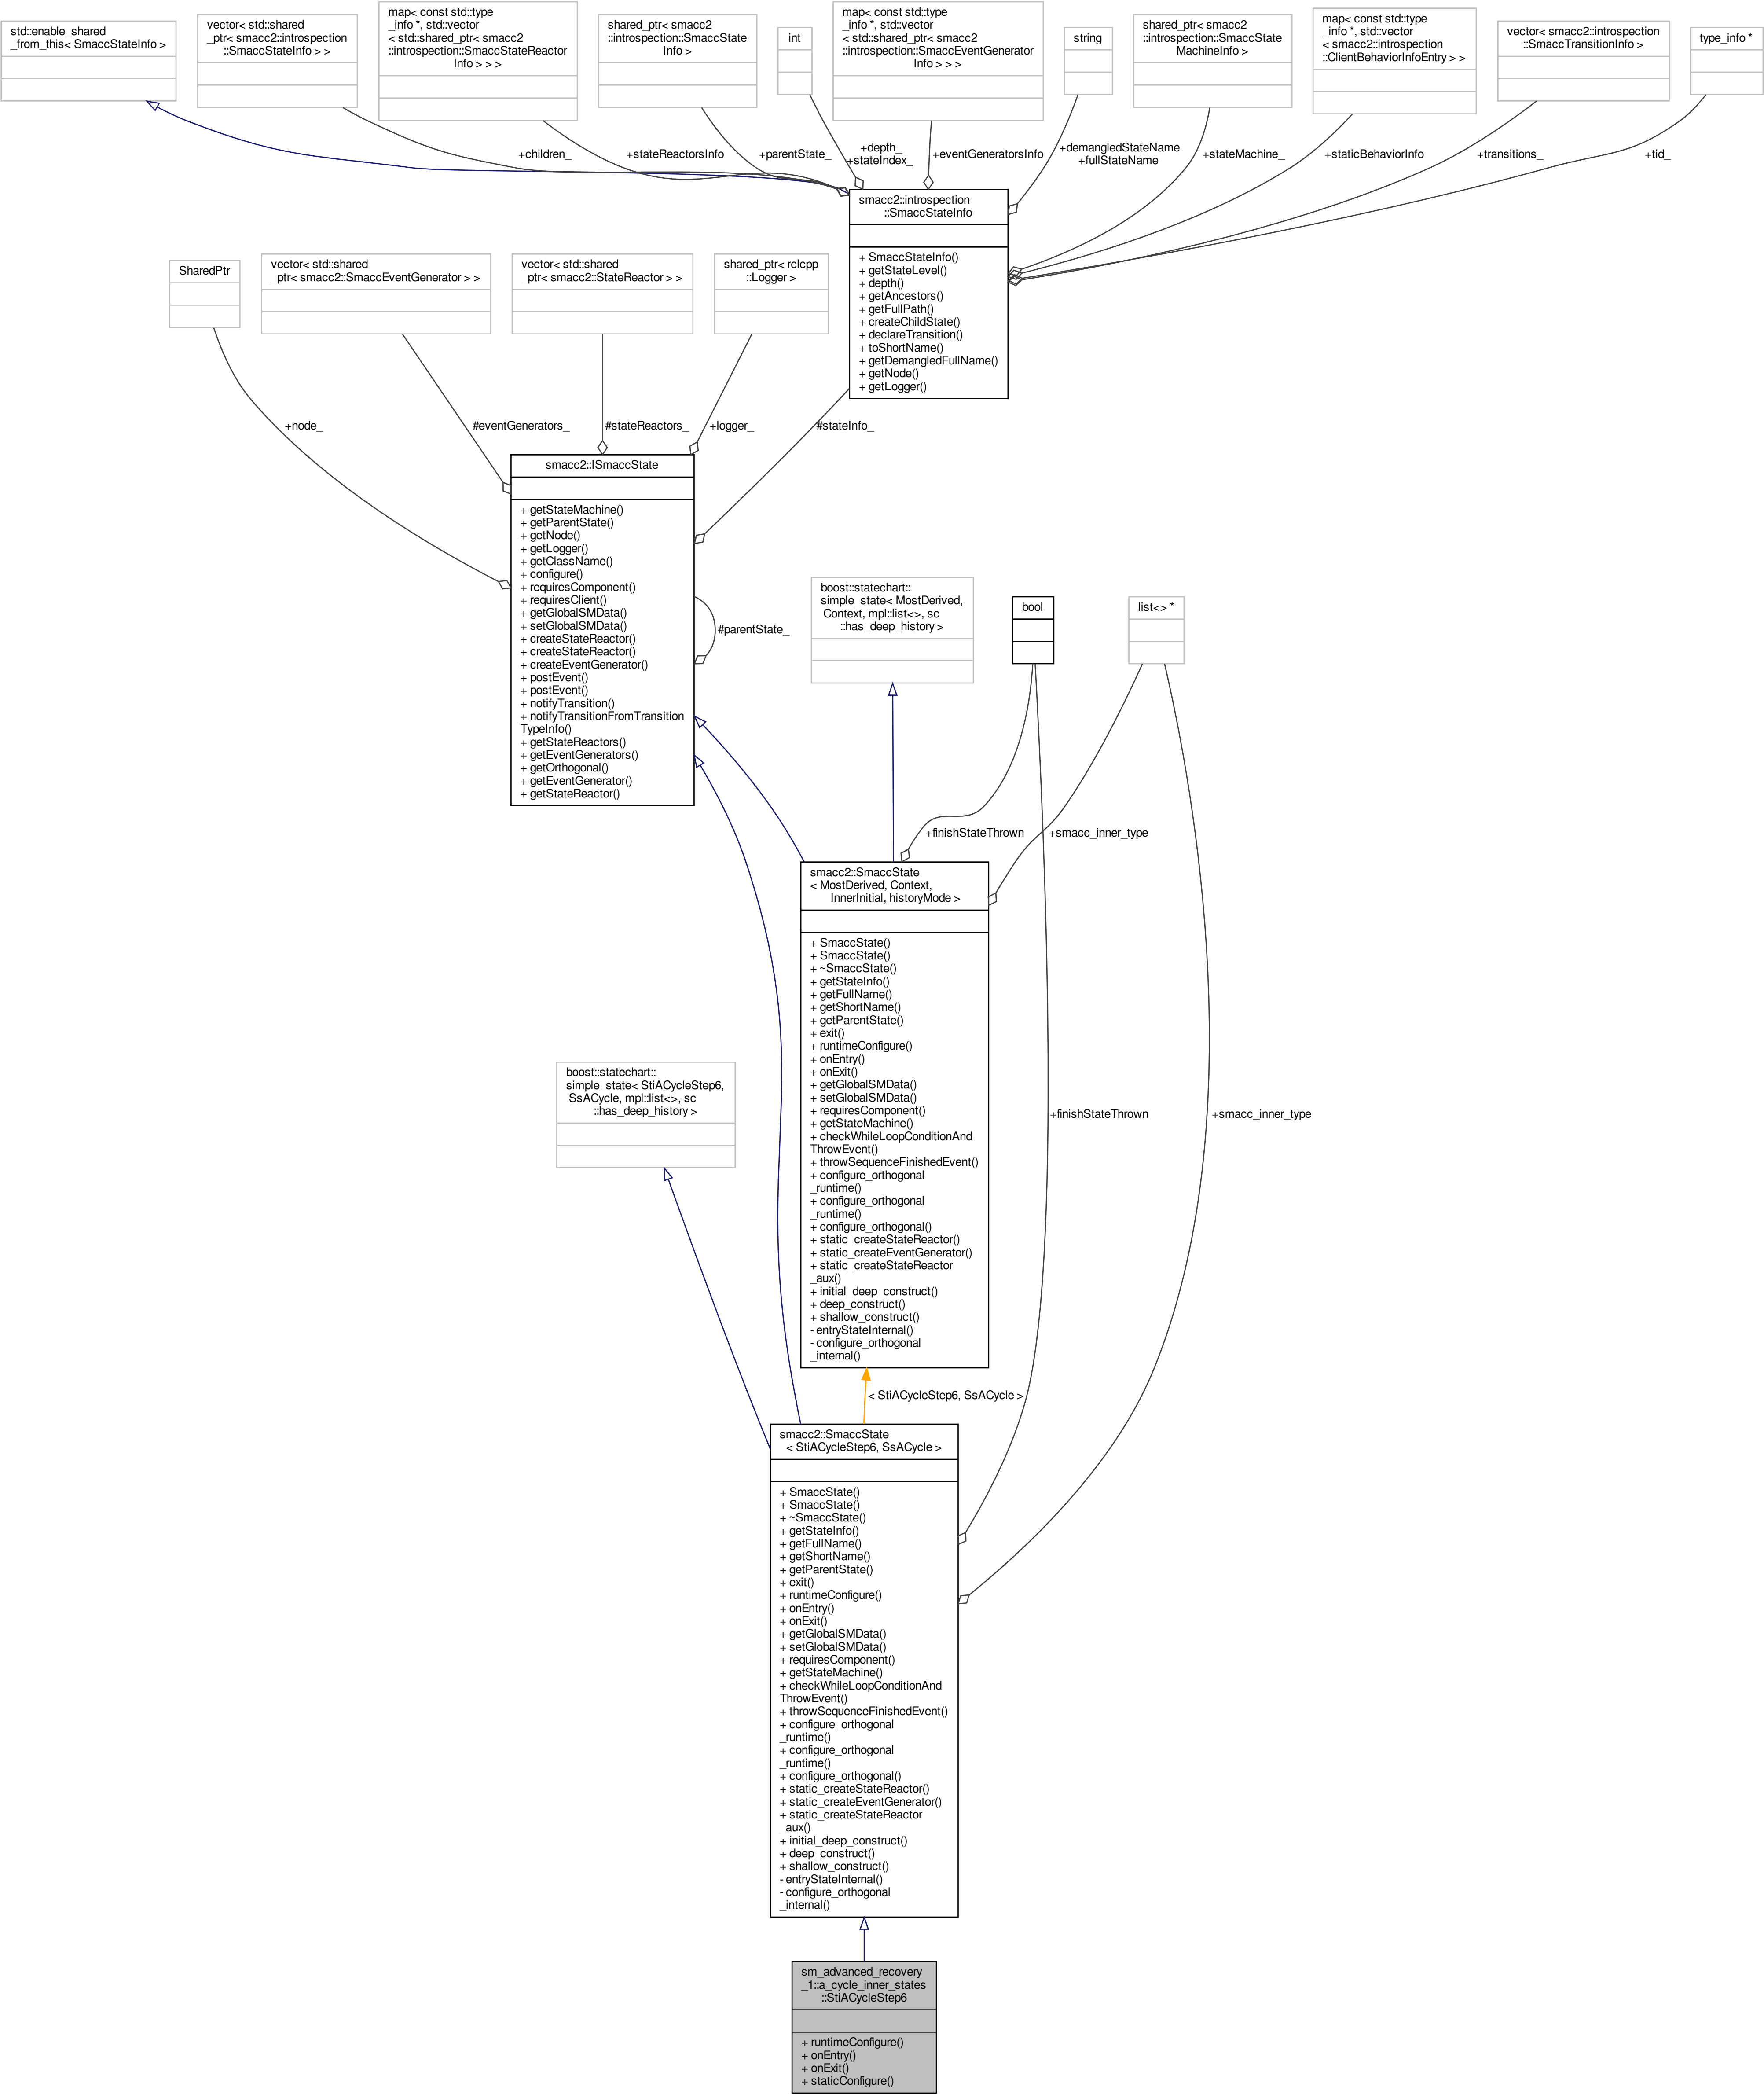 std::enable_shared
_from_this< SmaccStateInfo >
vector< std::shared
_ptr< smacc2::introspection
::SmaccStateInfo > >
map< const std::type
_info *, std::vector
< std::shared_ptr< smacc2
::introspection::SmaccStateReactor
Info > > >
shared_ptr< smacc2
::introspection::SmaccState
Info >
int
map< const std::type
_info *, std::vector
< std::shared_ptr< smacc2
::introspection::SmaccEventGenerator
Info > > >
string
shared_ptr< smacc2
::introspection::SmaccState
MachineInfo >
map< const std::type
_info *, std::vector
< smacc2::introspection
::ClientBehaviorInfoEntry > >
vector< smacc2::introspection
::SmaccTransitionInfo >
type_info *
+children_
+stateReactorsInfo
+parentState_
+depth_
+stateIndex_
+eventGeneratorsInfo
+demangledStateName
+fullStateName
+stateMachine_
+staticBehaviorInfo
+transitions_
+tid_
smacc2::introspection
::SmaccStateInfo
+ SmaccStateInfo()
+ getStateLevel()
+ depth()
+ getAncestors()
+ getFullPath()
+ createChildState()
+ declareTransition()
+ toShortName()
+ getDemangledFullName()
+ getNode()
+ getLogger()
SharedPtr
vector< std::shared
_ptr< smacc2::SmaccEventGenerator > >
vector< std::shared
_ptr< smacc2::StateReactor > >
shared_ptr< rclcpp
::Logger >
+node_
#eventGenerators_
#stateReactors_
+logger_
#stateInfo_
smacc2::ISmaccState
+ getStateMachine()
+ getParentState()
+ getNode()
+ getLogger()
+ getClassName()
+ configure()
+ requiresComponent()
+ requiresClient()
+ getGlobalSMData()
+ setGlobalSMData()
+ createStateReactor()
+ createStateReactor()
+ createEventGenerator()
+ postEvent()
+ postEvent()
+ notifyTransition()
+ notifyTransitionFromTransition
TypeInfo()
+ getStateReactors()
+ getEventGenerators()
+ getOrthogonal()
+ getEventGenerator()
+ getStateReactor()
#parentState_
boost::statechart::
simple_state< MostDerived,
Context, mpl::list<>, sc
::has_deep_history >
bool
list<> *
+finishStateThrown
+smacc_inner_type
smacc2::SmaccState
< MostDerived, Context,
InnerInitial, historyMode >
+ SmaccState()
+ SmaccState()
+ ~SmaccState()
+ getStateInfo()
+ getFullName()
+ getShortName()
+ getParentState()
+ exit()
+ runtimeConfigure()
+ onEntry()
+ onExit()
+ getGlobalSMData()
+ setGlobalSMData()
+ requiresComponent()
+ getStateMachine()
+ checkWhileLoopConditionAnd
ThrowEvent()
+ throwSequenceFinishedEvent()
+ configure_orthogonal
_runtime()
+ configure_orthogonal
_runtime()
+ configure_orthogonal()
+ static_createStateReactor()
+ static_createEventGenerator()
+ static_createStateReactor
_aux()
+ initial_deep_construct()
+ deep_construct()
+ shallow_construct()
- entryStateInternal()
- configure_orthogonal
_internal()
boost::statechart::
simple_state< StiACycleStep6,
SsACycle, mpl::list<>, sc
::has_deep_history >
+finishStateThrown
+smacc_inner_type
< StiACycleStep6, SsACycle >
smacc2::SmaccState
< StiACycleStep6, SsACycle >
+ SmaccState()
+ SmaccState()
+ ~SmaccState()
+ getStateInfo()
+ getFullName()
+ getShortName()
+ getParentState()
+ exit()
+ runtimeConfigure()
+ onEntry()
+ onExit()
+ getGlobalSMData()
+ setGlobalSMData()
+ requiresComponent()
+ getStateMachine()
+ checkWhileLoopConditionAnd
ThrowEvent()
+ throwSequenceFinishedEvent()
+ configure_orthogonal
_runtime()
+ configure_orthogonal
_runtime()
+ configure_orthogonal()
+ static_createStateReactor()
+ static_createEventGenerator()
+ static_createStateReactor
_aux()
+ initial_deep_construct()
+ deep_construct()
+ shallow_construct()
- entryStateInternal()
- configure_orthogonal
_internal()
sm_advanced_recovery
_1::a_cycle_inner_states
::StiACycleStep6
+ runtimeConfigure()
+ onEntry()
+ onExit()
+ staticConfigure()